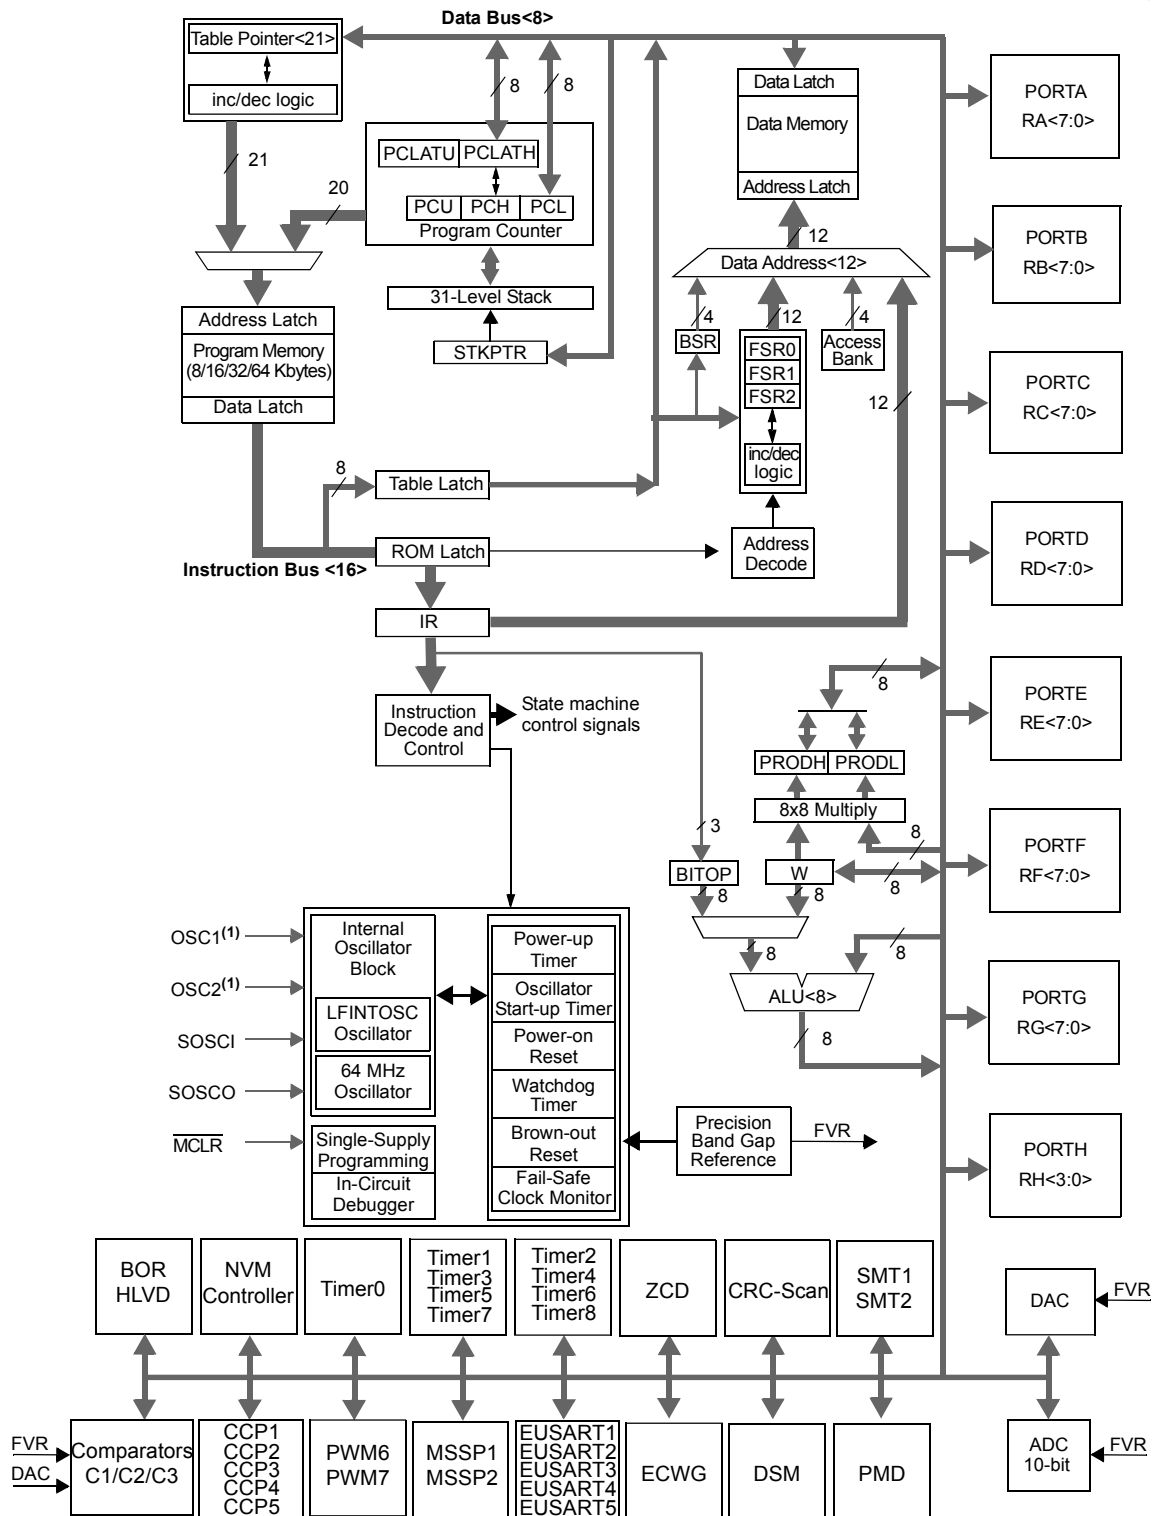 Data Bus<8>
Table Pointer<21>
inc/dec logic
21
20
8
8
PCLATU PCLATH
PCU PCH PCL
Program Counter
31-Level Stack
STKPTR
Address Latch
Program Memory
(8/16/32/64 Kbytes)
Data Latch
8
Table Latch
ROM Latch
Instruction Bus <16>
IR
Instruction
Decode and
Control
State machine
control signals
Data Latch
Data Memory
Address Latch
12
Data Address<12>
4
12
4
BSR
FSR0
FSR1
FSR2
inc/dec
logic
Access
Bank
12
Address
Decode
8
PRODH PRODL
8x8 Multiply
3
8
BITOP
W
8
8
8
8
8
ALU<8>
8
PORTA
RA<7:0>
PORTB
RB<7:0>
PORTC
RC<7:0>
PORTD
RD<7:0>
PORTE
RE<7:0>
PORTF
RF<7:0>
PORTG
RG<7:0>
PORTH
RH<3:0>
OSC1(1)
OSC2(1)
SOSCI
SOSCO
MCLR
Internal
Oscillator
Block
LFINTOSC
Oscillator
64 MHz
Oscillator
Single-Supply
Programming
In-Circuit
Debugger
Power-up
Timer
Oscillator
Start-up Timer
Power-on
Reset
Watchdog
Timer
Brown-out
Reset
Fail-Safe
Clock Monitor
Precision
Band Gap
Reference
FVR
BOR
HLVD
NVM
Controller
Timer0
Timer1
Timer3
Timer5
Timer7
Timer2
Timer4
Timer6
Timer8
ZCD
CRC-Scan
SMT1
SMT2
DAC
FVR
FVR
DAC
Comparators
C1/C2/C3
CCP1
CCP2
CCP3
CCP4
CCP5
PWM6
PWM7
MSSP1
MSSP2
EUSART1
EUSART2
EUSART3
EUSART4
EUSART5
ECWG
DSM
PMD
ADC
10-bit
FVR